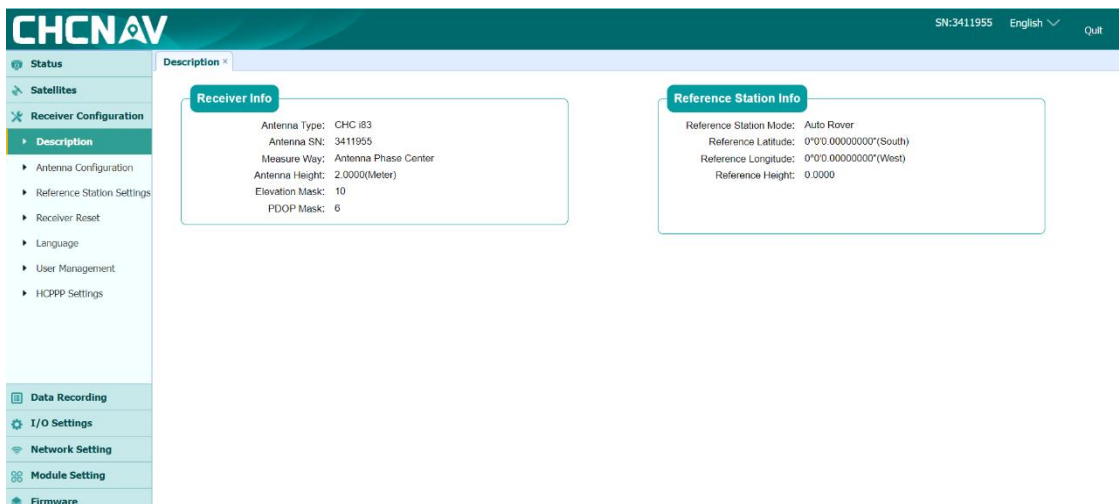 CHCNAV
SN:3411955 English Quit
Status
Satellites
Receiver Configuration
Description
Antenna Configuration
Reference Station Settings
Receiver Reset
Language
User Management
HCPPP Settings
Data Recording
I/O Settings
Network Setting
Module Setting
Firmware
Description ×
Receiver Info
Antenna Type: CHC i83
Antenna SN: 3411955
Measure Way: Antenna Phase Center
Antenna Height: 2.0000(Meter)
Elevation Mask: 10
PDOP Mask: 6
Reference Station Info
Reference Station Mode: Auto Rover
Reference Latitude: 0°0'0.00000000"(South)
Reference Longitude: 0°0'0.00000000"(West)
Reference Height: 0.0000